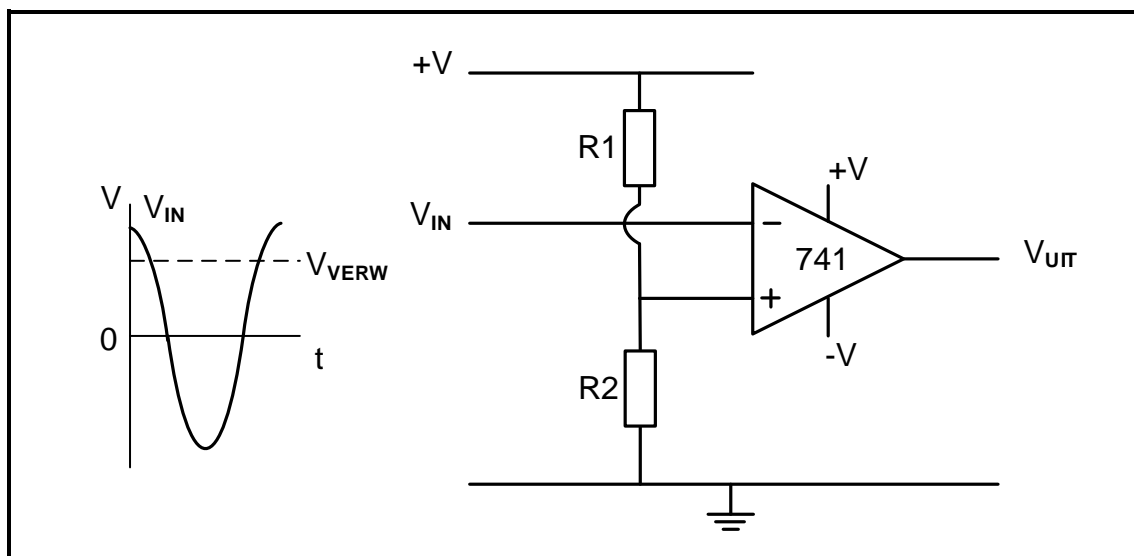 +V
R1
V
V_IN
V_VERW
0
t
V_IN
+V
−
741
+
-V
V_UIT
R2